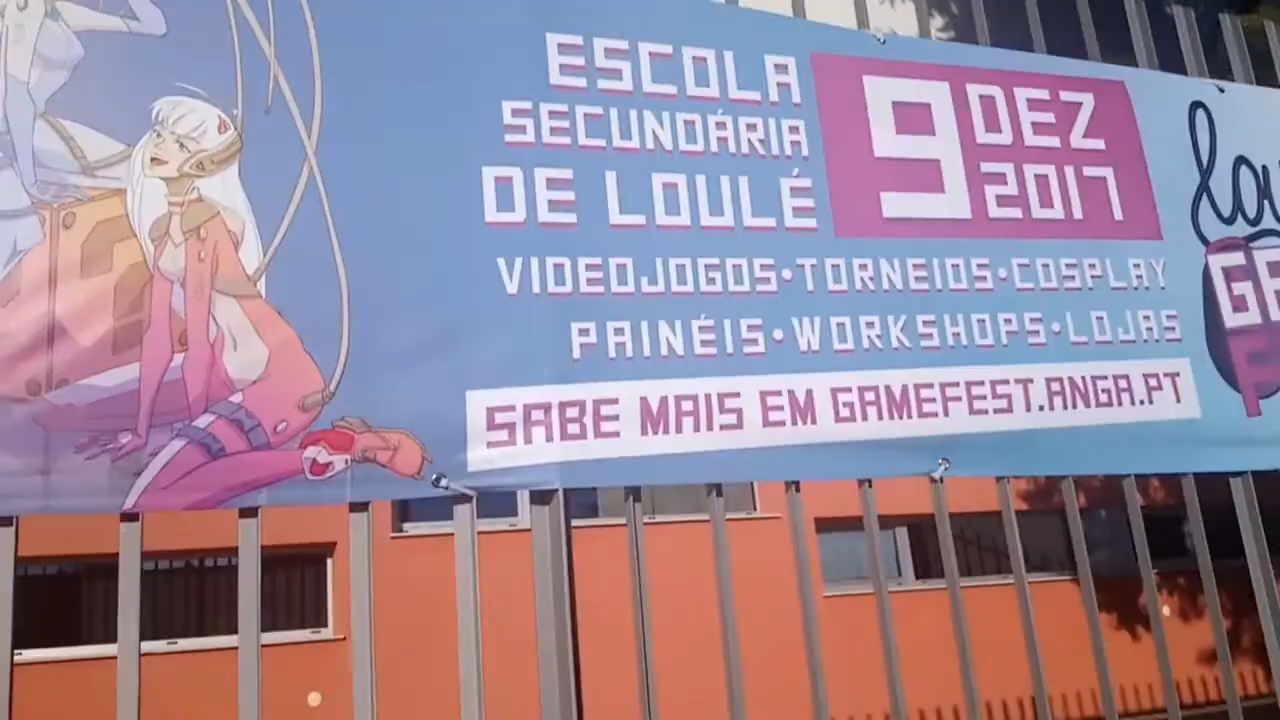 ESCOLA
SECUNDÁRIA
DE LOULÉ
9 DEZ
2017
VIDEOJOGOS•TORNEIOS•COSPLAY
PAINÉIS•WORKSHOPS•LOJAS
SABE MAIS EM GAMEFEST.ANGA.PT